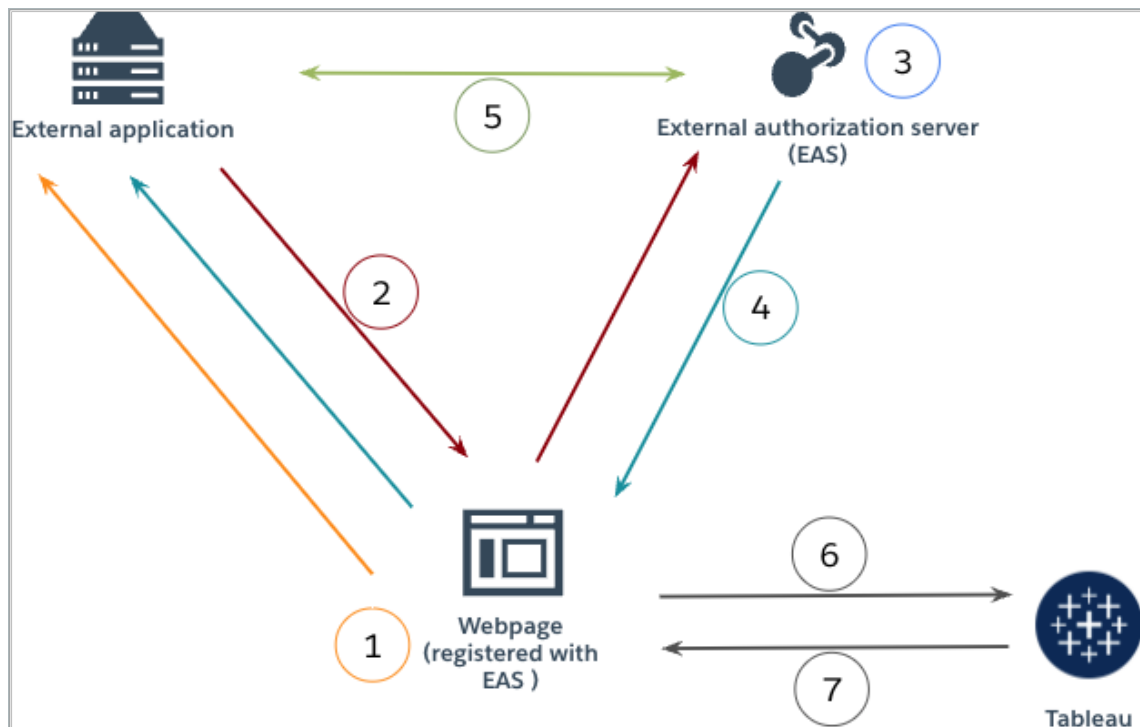 3
5
External application
External authorization server
(EAS)
2
4
6
1
Webpage
(registered with
EAS )
7
Tableau